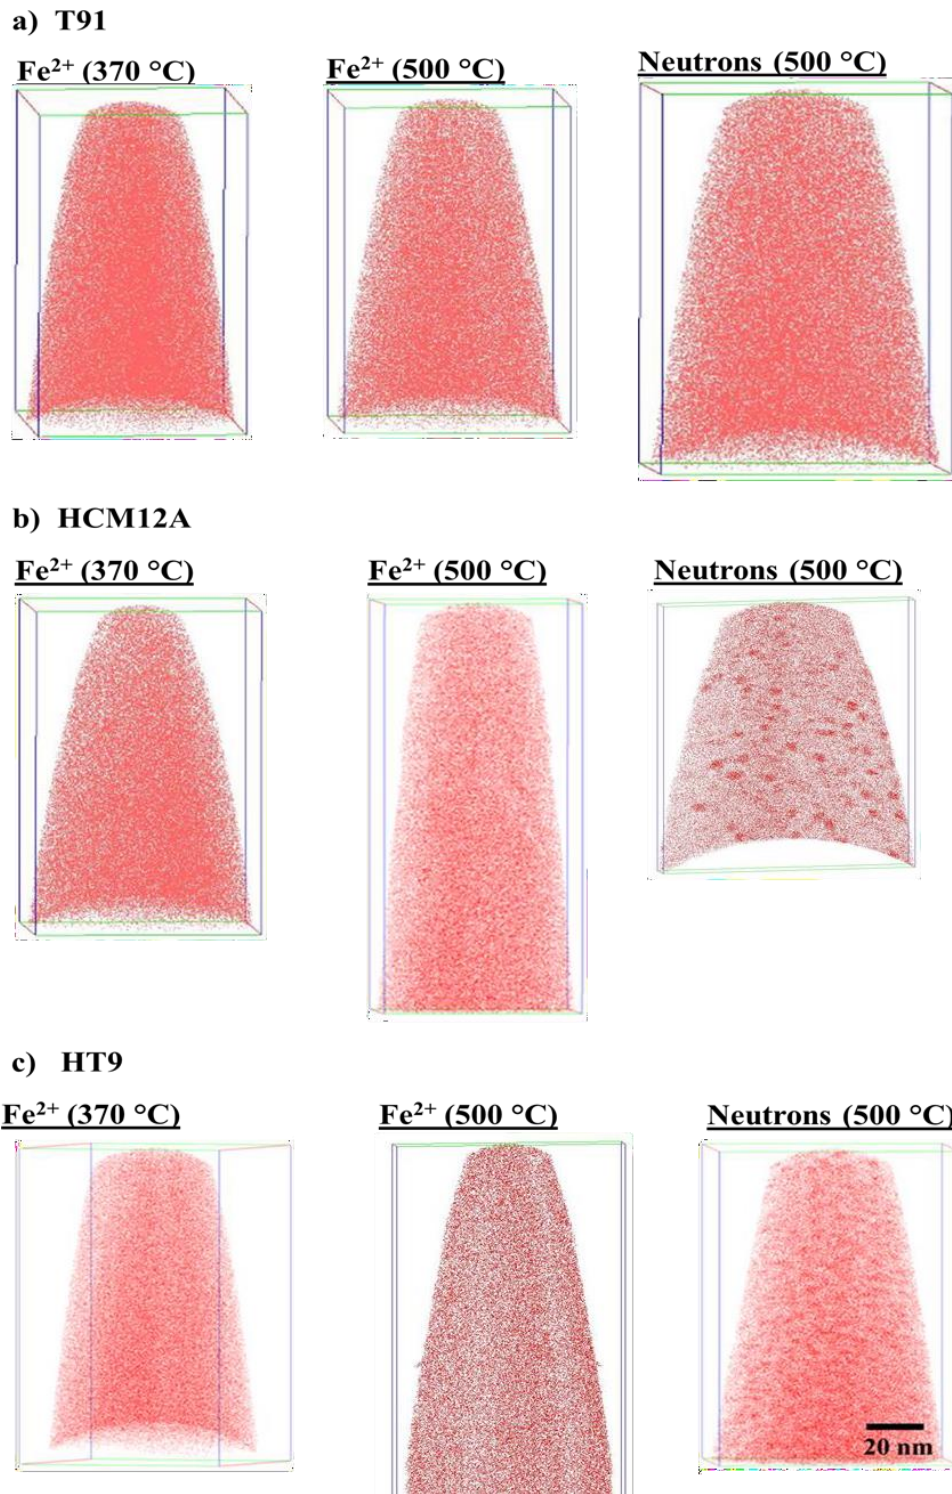 a) T91
Fe²⁺ (370 °C) Fe²⁺ (500 °C) Neutrons (500 °C)
b) HCM12A
Fe²⁺ (370 °C) Fe²⁺ (500 °C) Neutrons (500 °C)
c) HT9
Fe²⁺ (370 °C) Fe²⁺ (500 °C) Neutrons (500 °C)
20 nm